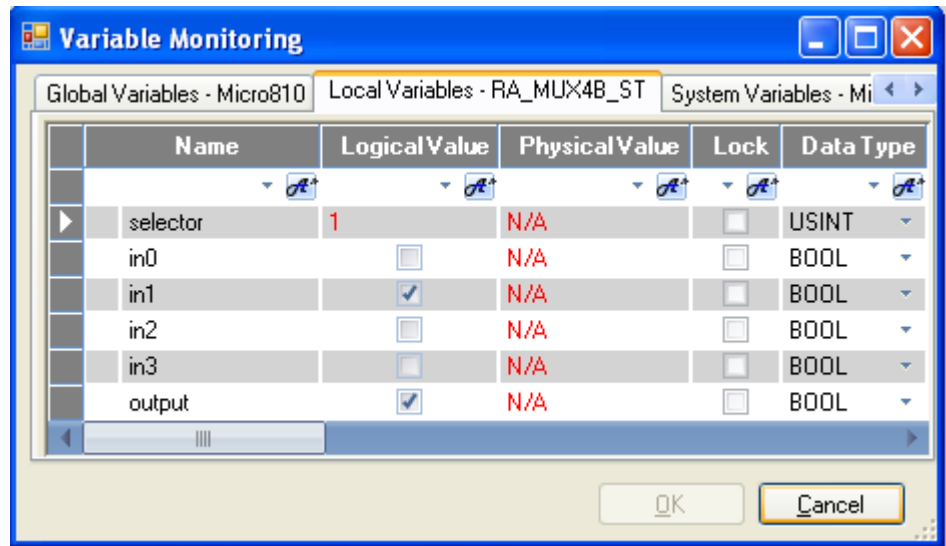 Variable Monitoring
Global Variables - Micro810 Local Variables - RA_MUX4B_ST System Variables - Mi
Name Logical Value Physical Value Lock Data Type
selector 1 N/A USINT
in0 N/A BOOL
in1 N/A BOOL
in2 N/A BOOL
in3 N/A BOOL
output N/A BOOL
OK Cancel